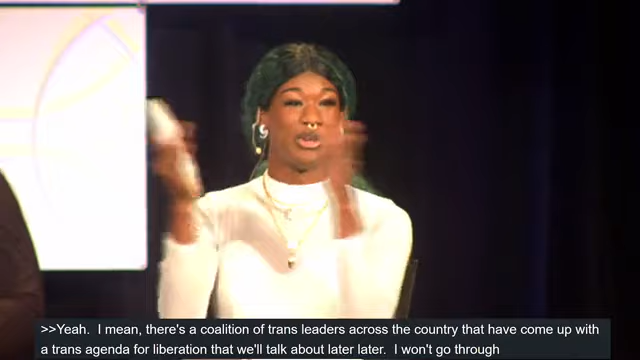 >>Yeah.  I mean, there's a coalition of trans leaders across the country that have come up with
a trans agenda for liberation that we'll talk about later later.  I won't go through